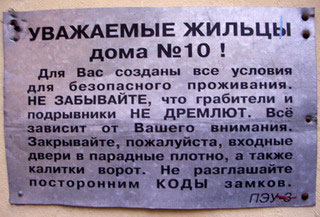 УВАЖАЕМЫЕ ЖИЛЬЦЫ
дома №10 !
Для Вас созданы все условия
для безопасного проживания.
НЕ ЗАБЫВАЙТЕ, что грабители и
подрывники НЕ ДРЕМЛЮТ. Всё
зависит от Вашего внимания.
Закрывайте, пожалуйста, входные
двери в парадные плотно, а также
калитки ворот. Не разглашайте
посторонним КОДЫ замков.
ПЭУ-3